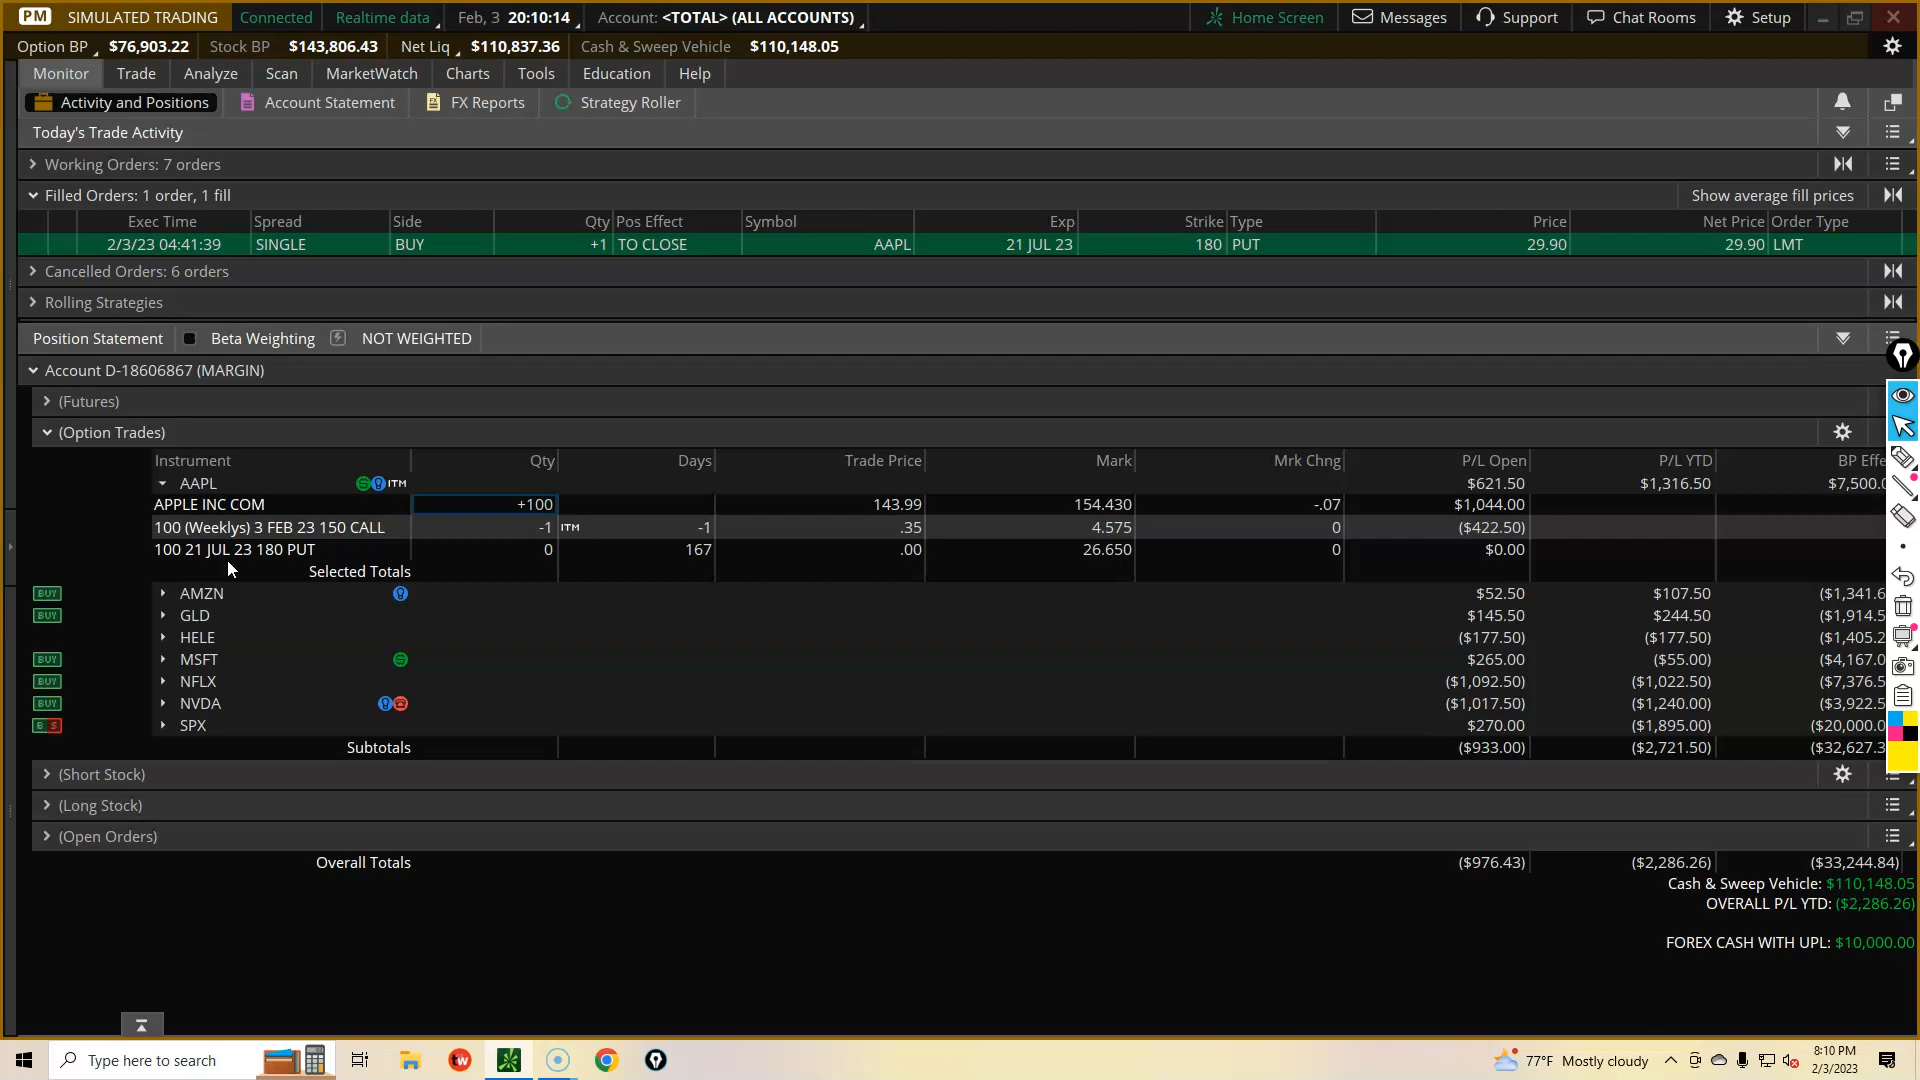 PM SIMULATED TRADING Connected Realtime data Feb, 3 20:10:14 Account: <TOTAL> (ALL ACCOUNTS) Home Screen Messages Support Chat Rooms Setup
Option BP $76,903.22 Stock BP $143,806.43 Net Liq $110,837.36 Cash & Sweep Vehicle $110,148.05
Monitor Trade Analyze Scan MarketWatch Charts Tools Education Help
Activity and Positions Account Statement FX Reports Strategy Roller
Today's Trade Activity
Working Orders: 7 orders
Filled Orders: 1 order, 1 fill Show average fill prices
Exec Time Spread Side Qty Pos Effect Symbol Exp Strike Type Price Net Price Order Type
2/3/23 04:41:39 SINGLE BUY +1 TO CLOSE AAPL 21 JUL 23 180 PUT 29.90 29.90 LMT
Cancelled Orders: 6 orders
Rolling Strategies
Position Statement Beta Weighting NOT WEIGHTED
Account D-18606867 (MARGIN)
(Futures)
(Option Trades)
Instrument Qty Days Trade Price Mark Mrk Chng P/L Open P/L YTD BP Effe
AAPL S ITM $621.50 $1,316.50 $7,500.0
APPLE INC COM +100 143.99 154.430 -.07 $1,044.00
100 (Weeklys) 3 FEB 23 150 CALL -1 ITM -1 .35 4.575 0 ($422.50)
100 21 JUL 23 180 PUT 0 167 .00 26.650 0 $0.00
Selected Totals
BUY AMZN $52.50 $107.50 ($1,341.6
BUY GLD $145.50 $244.50 ($1,914.5
HELE ($177.50) ($177.50) ($1,405.2
BUY MSFT S $265.00 ($55.00) ($4,167.0
BUY NFLX ($1,092.50) ($1,022.50) ($7,376.5
BUY NVDA ($1,017.50) ($1,240.00) ($3,922.5
B S SPX $270.00 ($1,895.00) ($20,000.0
Subtotals ($933.00) ($2,721.50) ($32,627.3
(Short Stock)
(Long Stock)
(Open Orders)
Overall Totals ($976.43) ($2,286.26) ($33,244.84)
Cash & Sweep Vehicle: $110,148.05
OVERALL P/L YTD: ($2,286.26)
FOREX CASH WITH UPL: $10,000.00
Type here to search tw 77°F Mostly cloudy 8:10 PM
2/3/2023